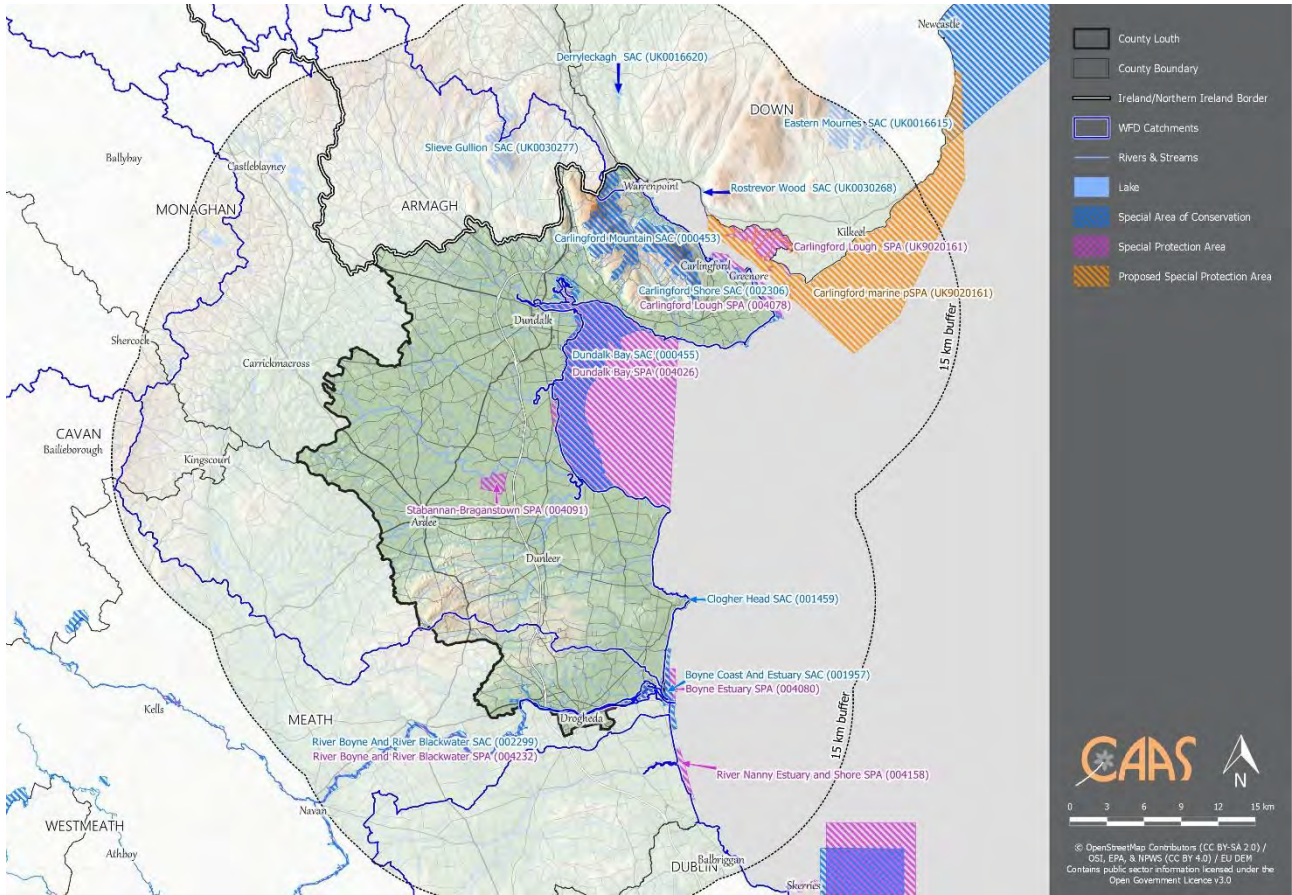 Newcastle
Derryleckagh SAC (UK0016620)
DOWN
Eastern Mournes SAC (UK0016615)
Slieve Gullion SAC (UK0030277)
Ballybay
Castleblayney
Warrenpoint
Rostrevor Wood SAC (UK0030268)
MONAGHAN
ARMAGH
Kilkeel
Carlingford Mountain SAC (000453)
Carlingford Lough SPA (UK9020161)
Carlingford
Greenore
Carlingford Shore SAC (002306)
Carlingford marine pSPA (UK9020161)
Carlingford Lough SPA (004078)
Dundalk
15 km buffer
Shercock
Dundalk Bay SAC (000455)
Carrickmacross
Dundalk Bay SPA (004026)
CAVAN
Bailieborough
Kingscourt
Stabannan-Braganstown SPA (004091)
Ardee
Dunleer
Clogher Head SAC (001459)
Boyne Coast And Estuary SAC (001957)
Boyne Estuary SPA (004080)
15 km buffer
Kells
MEATH
Drogheda
River Boyne And River Blackwater SAC (002299)
River Boyne and River Blackwater SPA (004232)
River Nanny Estuary and Shore SPA (004158)
Navan
WESTMEATH
Athboy
DUBLIN
Balbriggan
Skerries
County Louth
County Boundary
Ireland/Northern Ireland Border
WFD Catchments
Rivers & Streams
Lake
Special Area of Conservation
Special Protection Area
Proposed Special Protection Area
CAAS
N
0 3 6 9 12 15 km
© OpenStreetMap Contributors (CC BY-SA 2.0) /
OSI, EPA, & NPWS (CC BY 4.0) / EU DEM
Contains public sector information licensed under the
Open Government Licence v3.0